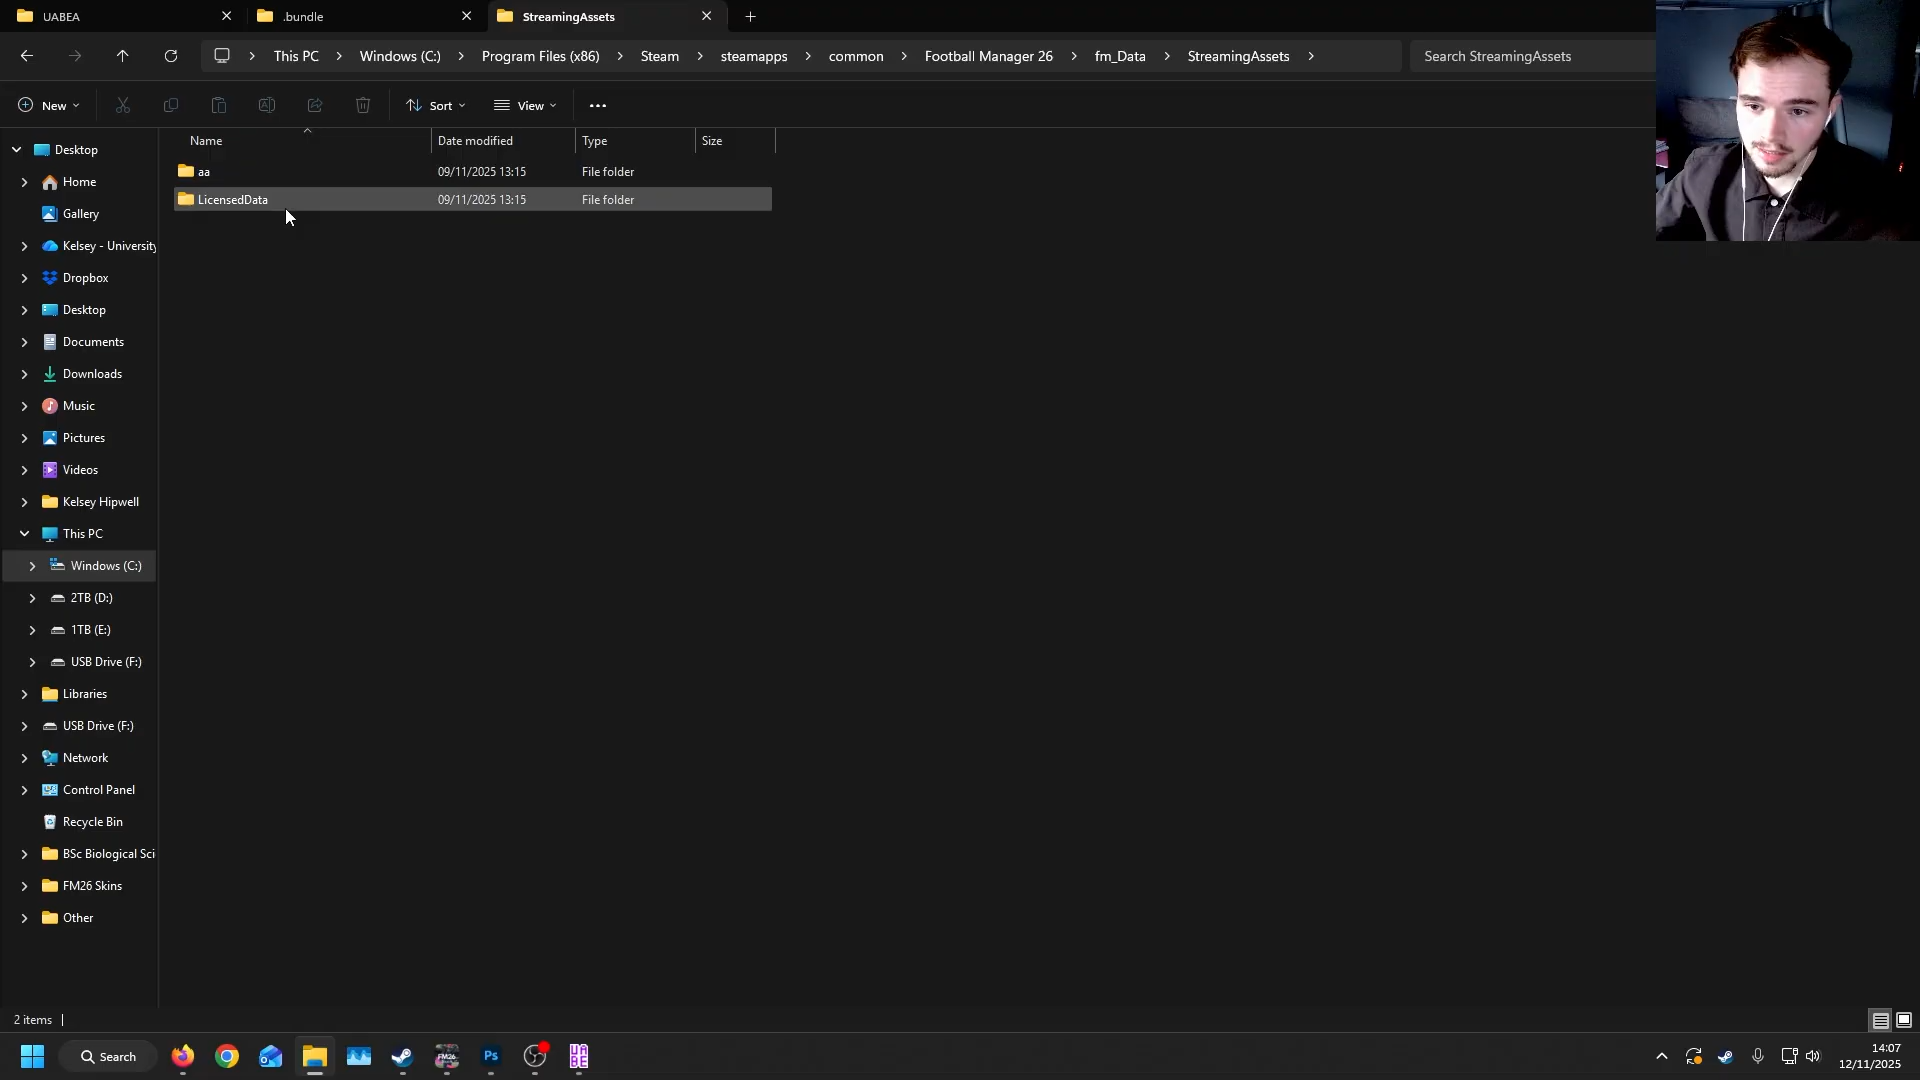 UABEA
.bundle
StreamingAssets
This PC
Windows (C:)
Program Files (x86)
Steam
steamapps
common
Football Manager 26
fm_Data
StreamingAssets
Search StreamingAssets
New
Sort
View
Name
Date modified
Type
Size
aa 09/11/2025 13:15 File folder
LicensedData 09/11/2025 13:15 File folder
Desktop
Home
Gallery
Kelsey - University
Dropbox
Desktop
Documents
Downloads
Music
Pictures
Videos
Kelsey Hipwell
This PC
Windows (C:)
2TB (D:)
1TB (E:)
USB Drive (F:)
Libraries
USB Drive (F:)
Network
Control Panel
Recycle Bin
BSc Biological Sci
FM26 Skins
Other
2 items
Search
FM26
Ps
UA
BE
14:07
12/11/2025